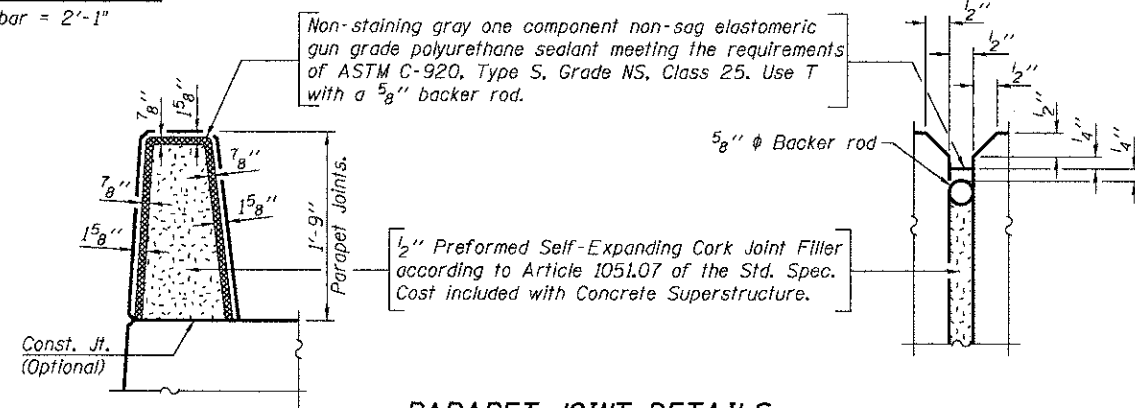 bar = 2'-1"
Non-staining gray one component non-sag elastomeric
gun grade polyurethane sealant meeting the requirements
of ASTM C-920, Type S, Grade NS, Class 25. Use T
with a 5/8" backer rod.
1/2"
1/2"
1/2"
1/2"
1/4"
1/4"
5/8" ϕ Backer rod
7/8"
1 5/8"
7/8"
7/8"
1 5/8"
1 5/8"
1'-9"
Parapet Joints.
1/2" Preformed Self-Expanding Cork Joint Filler
according to Article 1051.07 of the Std. Spec.
Cost included with Concrete Superstructure.
Const. Jt.
(Optional)
PARAPET JOINT DETAILS